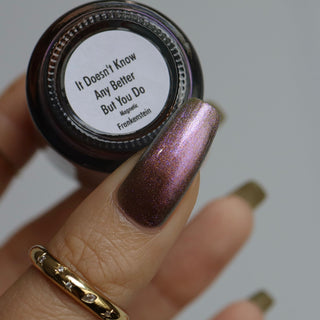 It Doesn't Know
Any Better
But You Do
Magnetic
Frankenstein